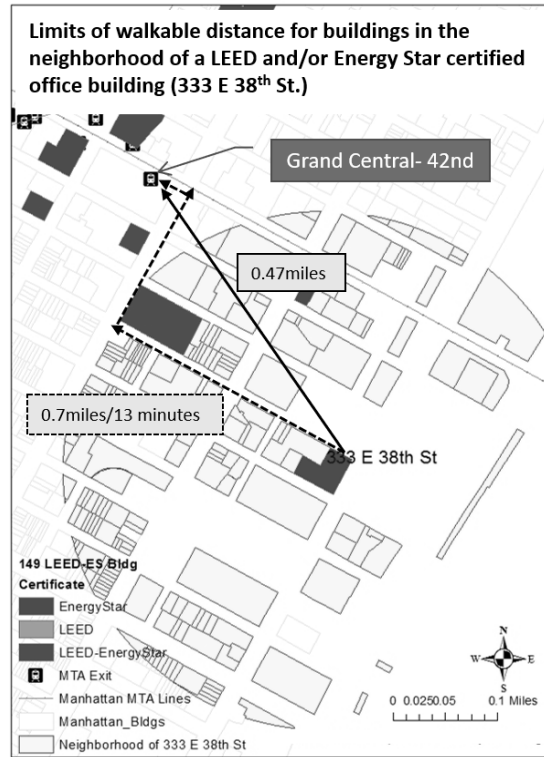 Limits of walkable distance for buildings in the
neighborhood of a LEED and/or Energy Star certified
office building (333 E 38th St.)
Grand Central- 42nd
0.47miles
0.7miles/13 minutes
333 E 38th St
149 LEED-ES Bldg
Certificate
EnergyStar
LEED
LEED-EnergyStar
MTA Exit
Manhattan MTA Lines
Manhattan_Bldgs
Neighborhood of 333 E 38th St
N
W E
S
0 0.0250.05 0.1 Miles